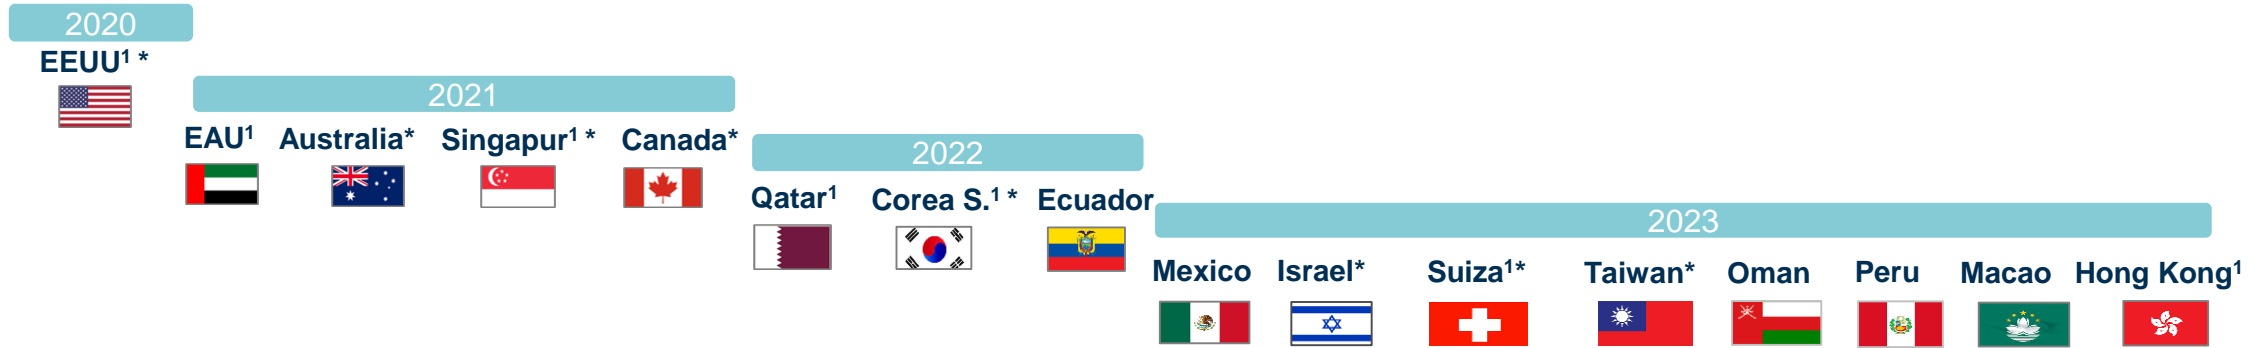 2020
EEUU¹ *
2021
EAU¹ Australia* Singapur¹ * Canada*
2022
Qatar¹ Corea S.¹ * Ecuador
2023
Mexico Israel* Suiza¹* Taiwan* Oman Peru Macao Hong Kong¹